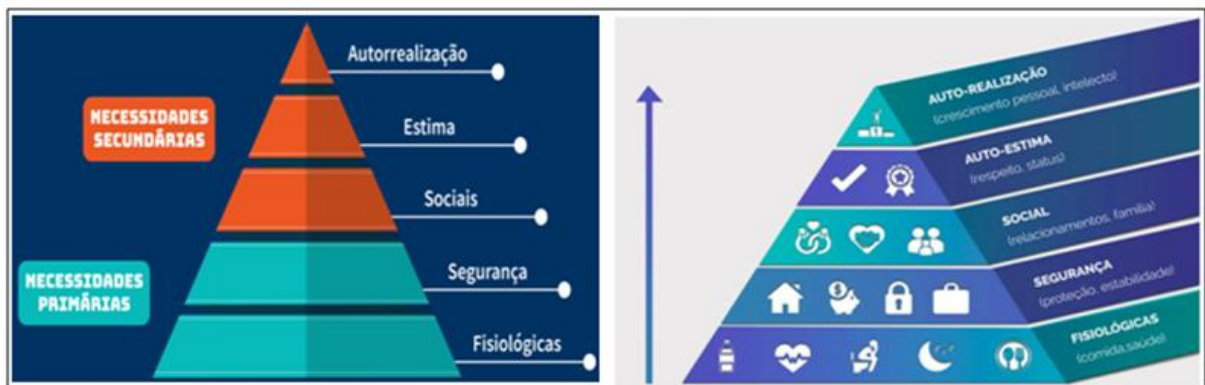 Autorrealização
NECESSIDADES
SECUNDÁRIAS
Estima
Sociais
NECESSIDADES
PRIMÁRIAS
Segurança
Fisiológicas
AUTO-REALIZAÇÃO
(crescimento pessoal, intelecto)
AUTO-ESTIMA
(respeito, status)
SOCIAL
(relacionamentos, família)
SEGURANÇA
(proteção, estabilidade)
FISIOLÓGICAS
(comida,saúde)